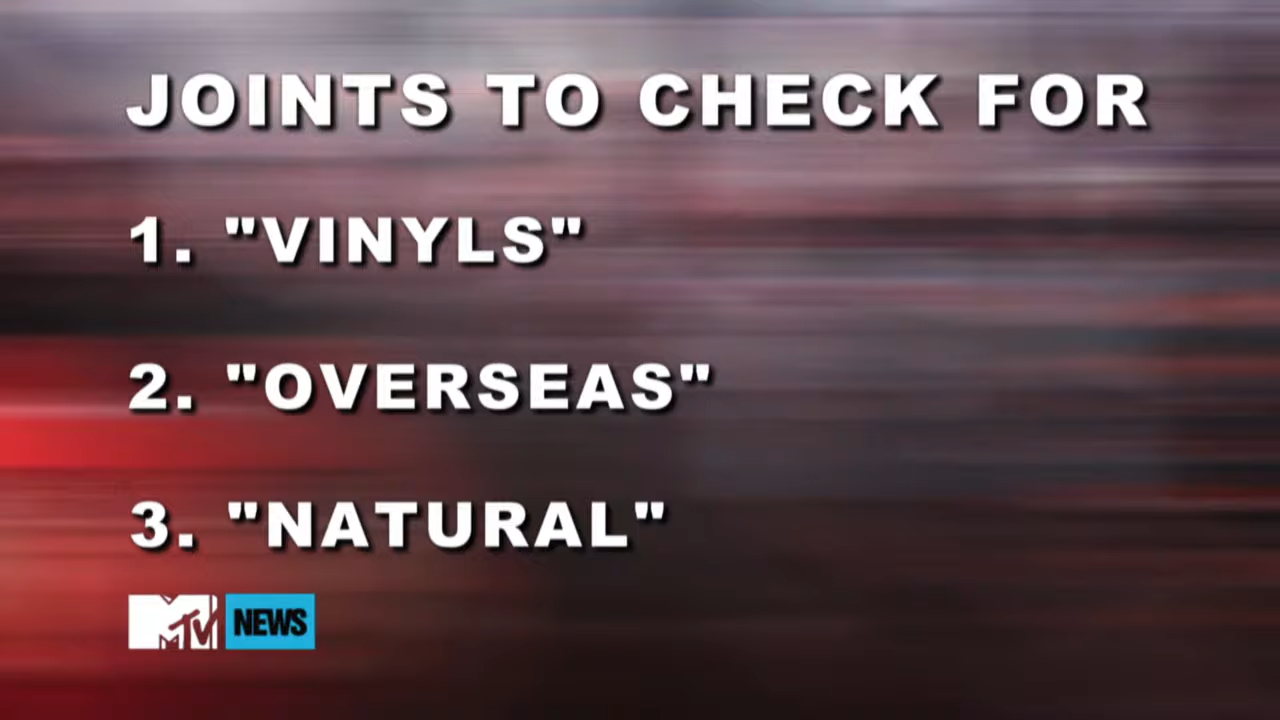 JOINTS TO CHECK FOR
1. "VINYLS"
2. "OVERSEAS"
3. "NATURAL"
MTV NEWS